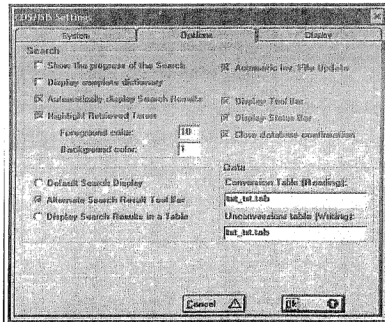 CDS/ISIS Settings
System Options Display
Search
Show the progress of the Search
Display complete dictionary
Automatically display Search Results
Highlight Retrieved Terms
Foreground color: 10
Background color: 1
Automatic Inv. File Update
Display Tool Bar
Display Status Bar
Close database confirmation
Default Search Display
Alternate Search Result Tool Bar
Display Search Results in a Table
Data
Conversion Table (Reading):
txt_txt.tab
Unconversion table (Writing):
txt_txt.tab
Cancel Ok